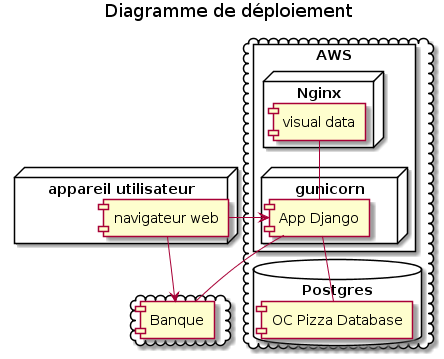 Diagramme de déploiement
AWS
Nginx
visual data
appareil utilisateur
gunicorn
navigateur web
App Django
Postgres
Banque
OC Pizza Database